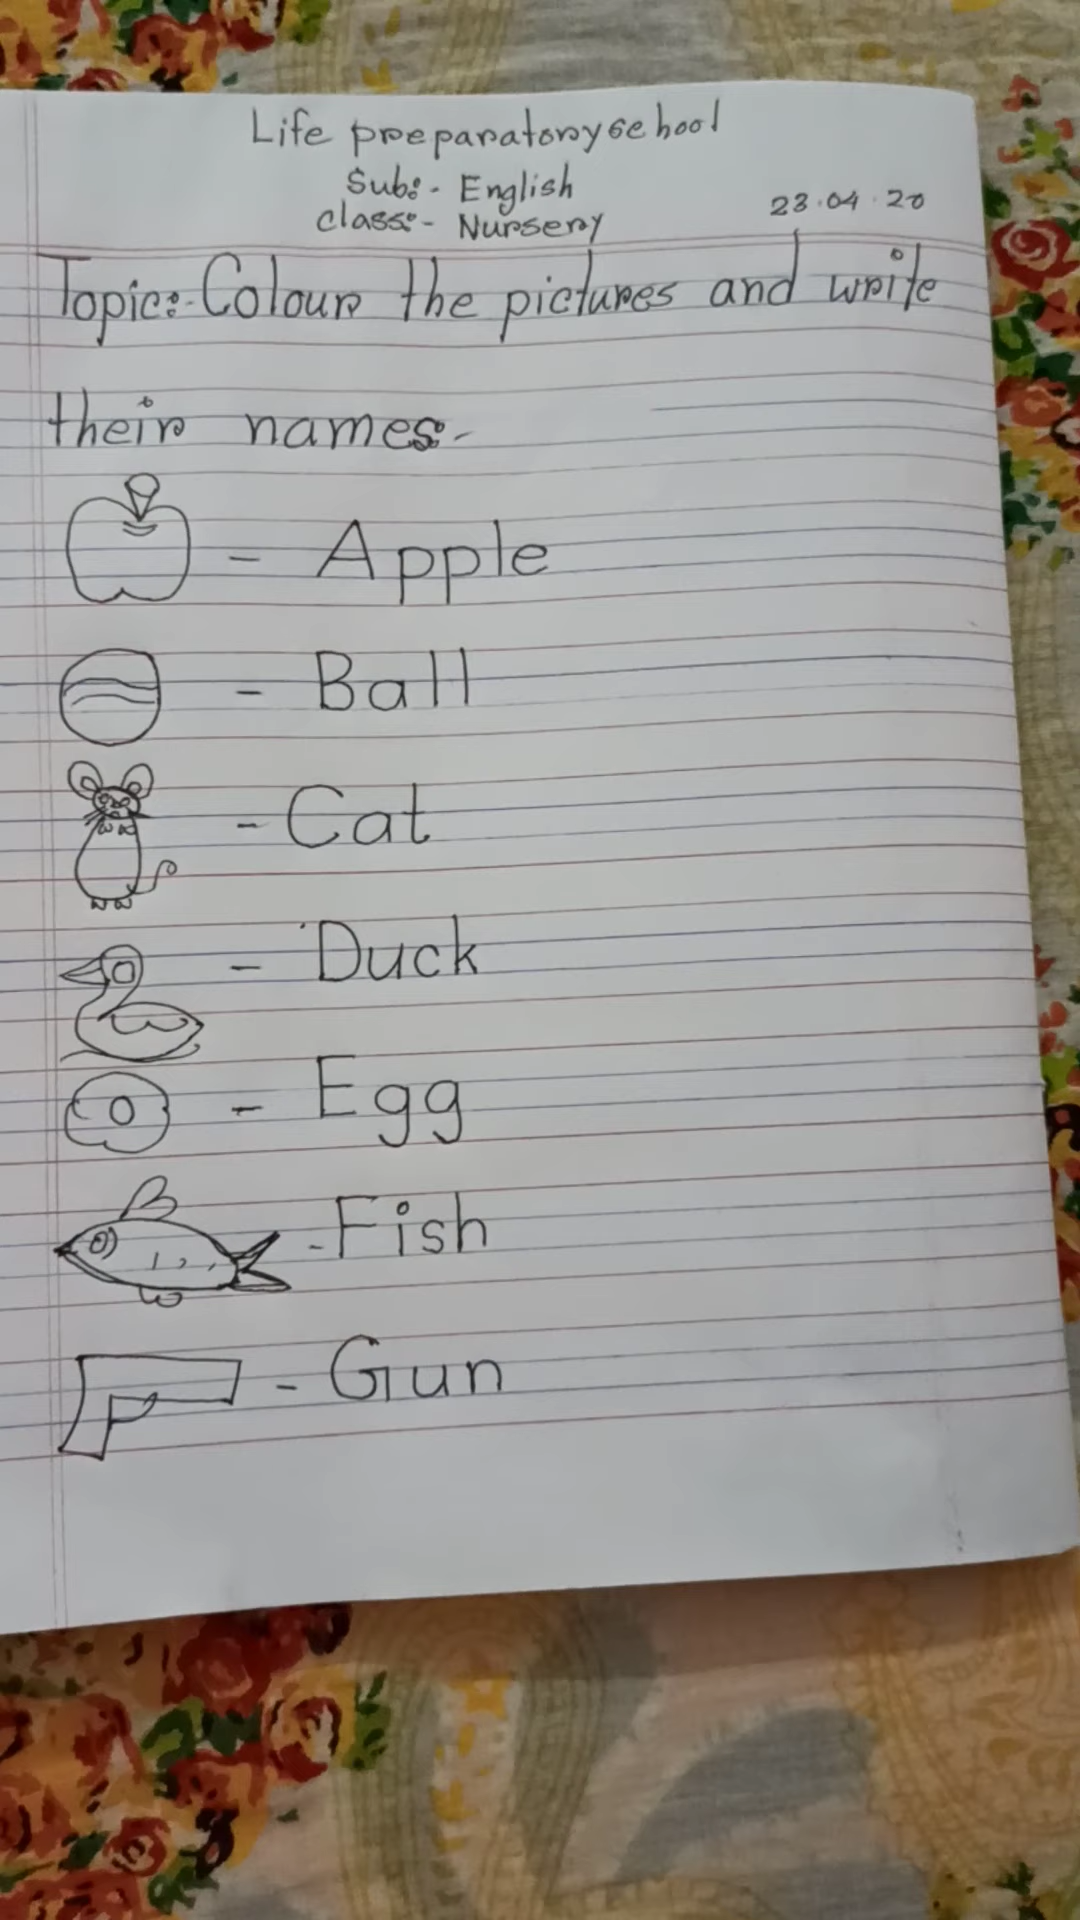 Life preparatory school
Sub:- English
23.04.20
Class:- Nursery
Topic:- Colour the pictures and write
their names:-
- Apple
- Ball
- Cat
- Duck
- Egg
- Fish
- Gun